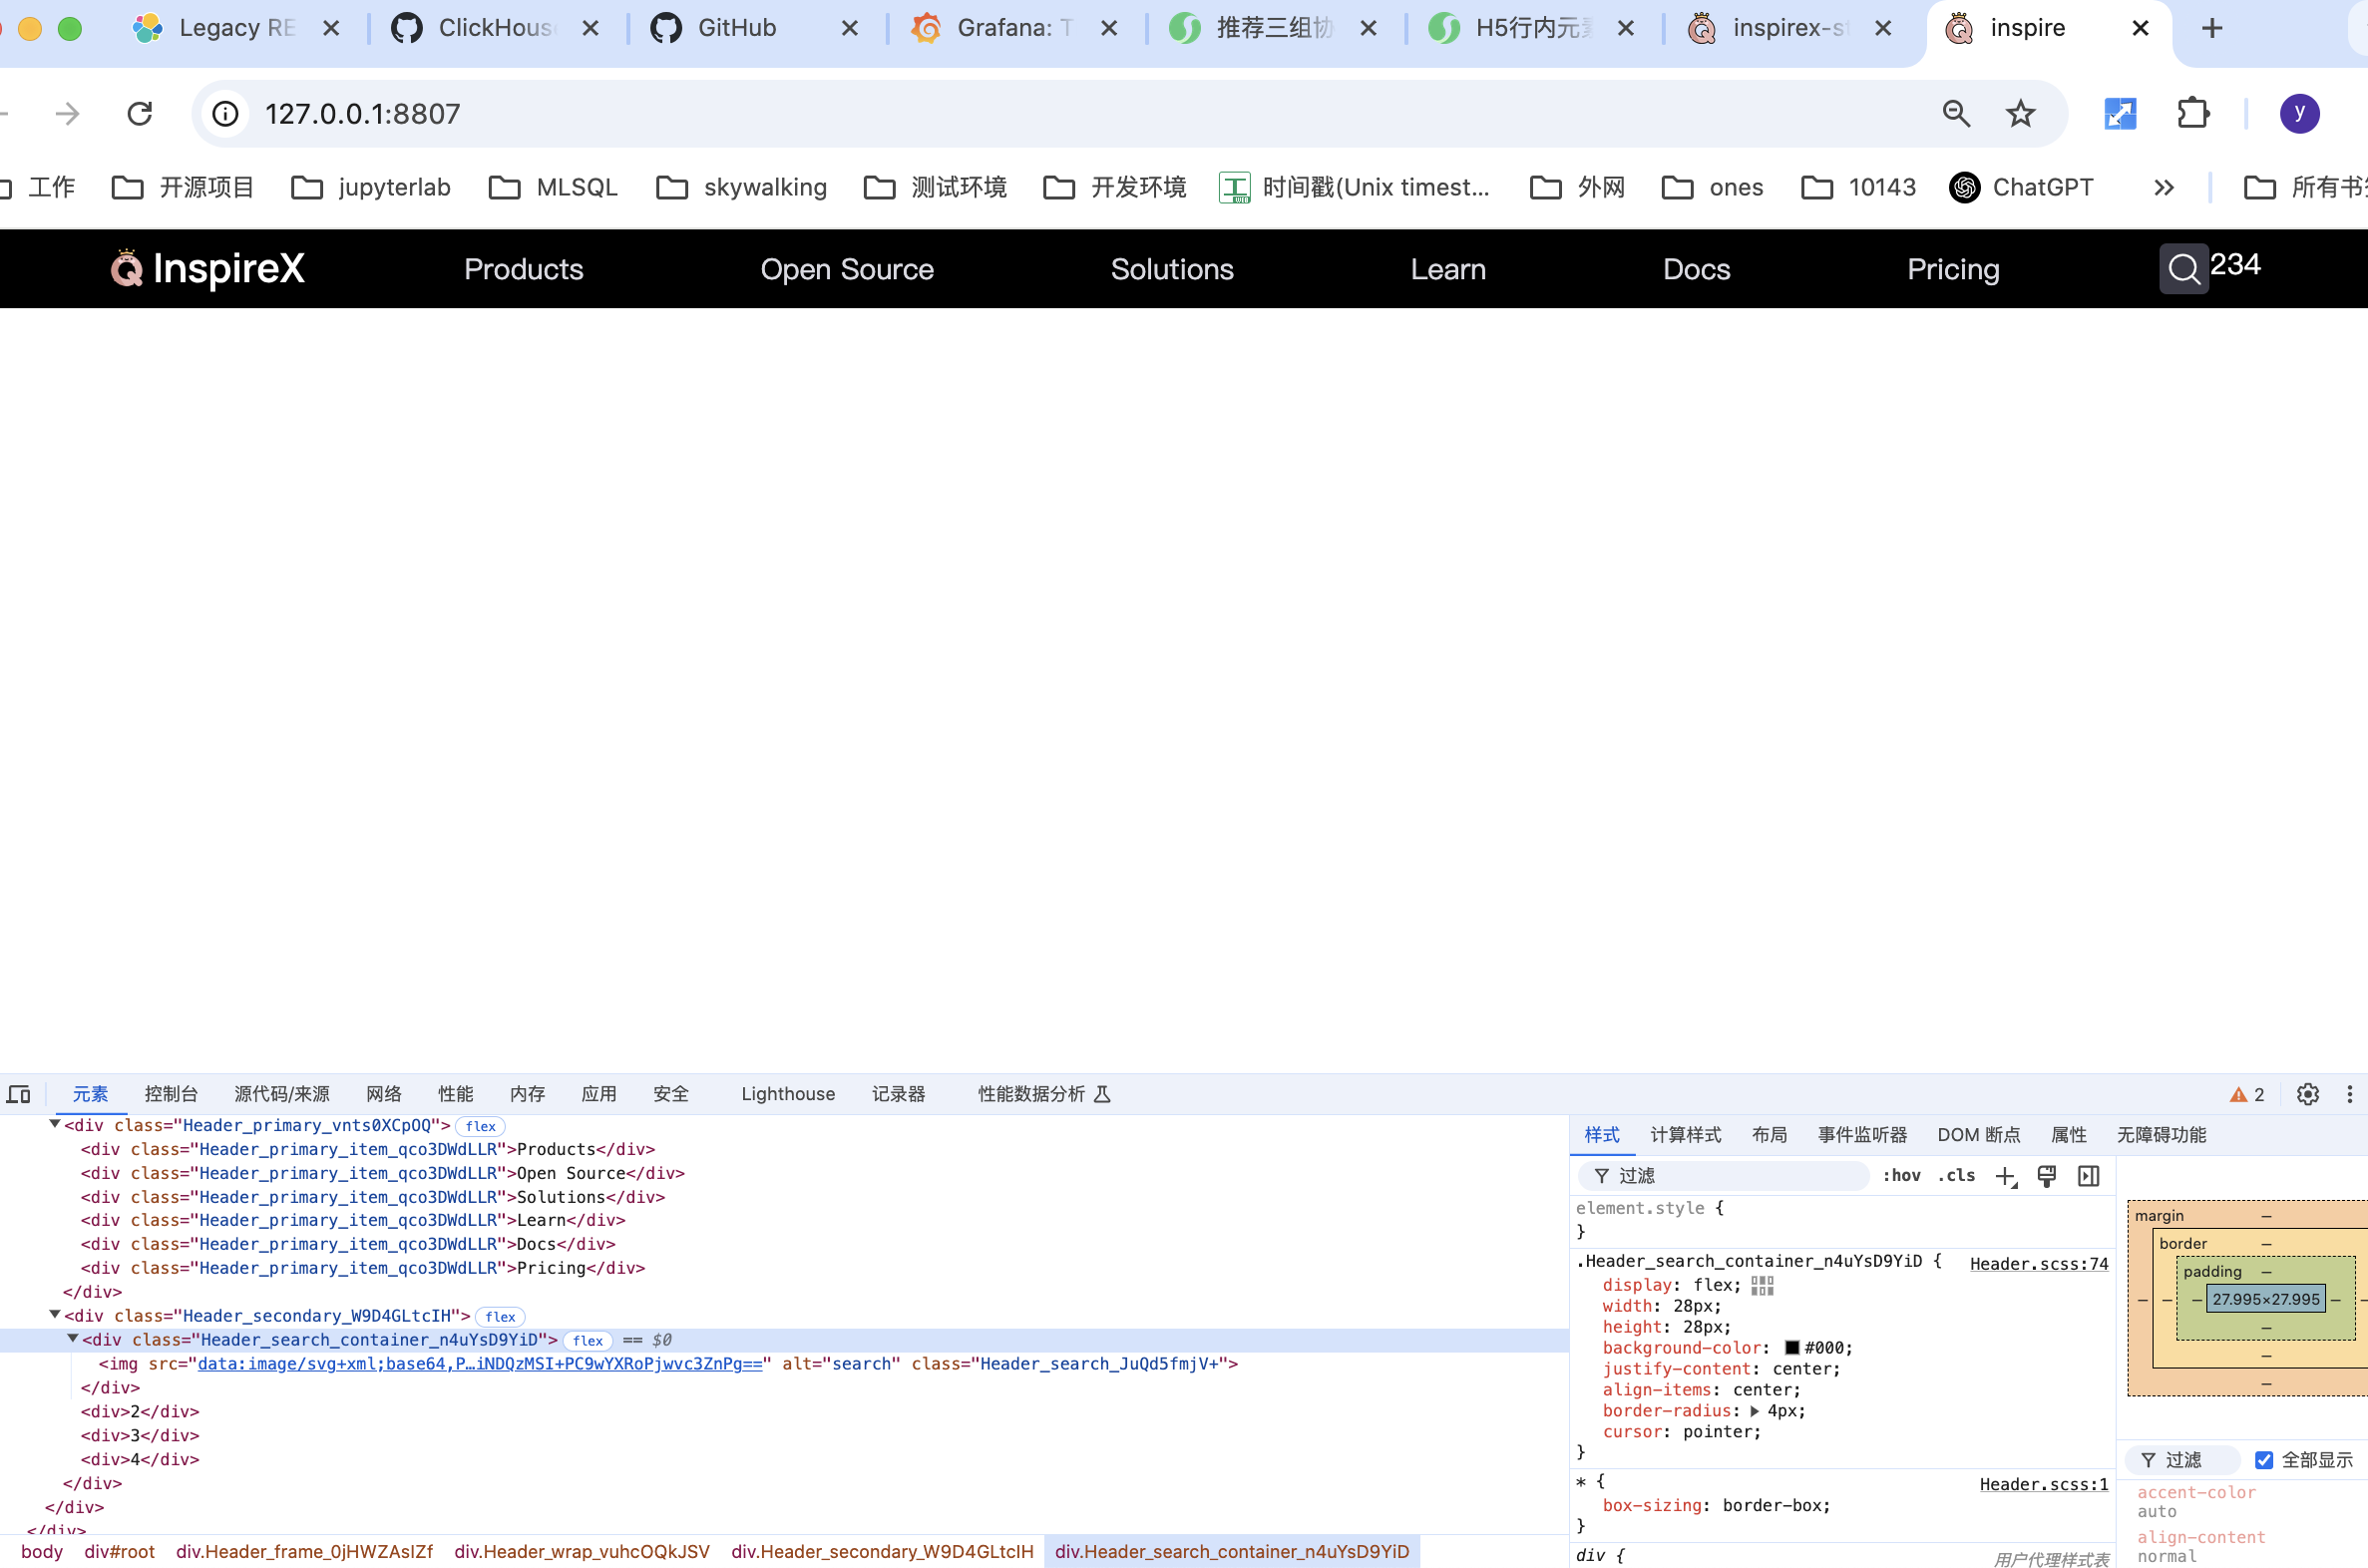 Legacy RE
ClickHous
GitHub
Grafana: T
推荐三组协
H5行内元素
inspirex-st
inspire
127.0.0.1:8807
y
工作
开源项目
jupyterlab
MLSQL
skywalking
测试环境
开发环境
时间戳(Unix timest...
外网
ones
10143
ChatGPT
所有书签
InspireX
Products
Open Source
Solutions
Learn
Docs
Pricing
234
元素
控制台
源代码/来源
网络
性能
内存
应用
安全
Lighthouse
记录器
性能数据分析
2
<div class="Header_primary_vnts0XCpOQ"> flex
<div class="Header_primary_item_qco3DWdLLR">Products</div>
<div class="Header_primary_item_qco3DWdLLR">Open Source</div>
<div class="Header_primary_item_qco3DWdLLR">Solutions</div>
<div class="Header_primary_item_qco3DWdLLR">Learn</div>
<div class="Header_primary_item_qco3DWdLLR">Docs</div>
<div class="Header_primary_item_qco3DWdLLR">Pricing</div>
</div>
<div class="Header_secondary_W9D4GLtcIH"> flex
<div class="Header_search_container_n4uYsD9YiD"> flex == $0
<img src="data:image/svg+xml;base64,P…iNDQzMSI+PC9wYXRoPjwvc3ZnPg==" alt="search" class="Header_search_JuQd5fmjV+">
</div>
<div>2</div>
<div>3</div>
<div>4</div>
</div>
</div>
</div>
body div#root div.Header_frame_0jHWZAsIZf div.Header_wrap_vuhcOQkJSV div.Header_secondary_W9D4GLtcIH div.Header_search_container_n4uYsD9YiD
样式
计算样式
布局
事件监听器
DOM 断点
属性
无障碍功能
过滤
:hov .cls
element.style {
}
.Header_search_container_n4uYsD9YiD { Header.scss:74
display: flex;
width: 28px;
height: 28px;
background-color: #000;
justify-content: center;
align-items: center;
border-radius: 4px;
cursor: pointer;
}
* { Header.scss:1
box-sizing: border-box;
}
div { 用户代理样式表
margin –
border –
padding –
– – – 27.995×27.995 – –
–
–
–
过滤
全部显示
accent-color
auto
align-content
normal